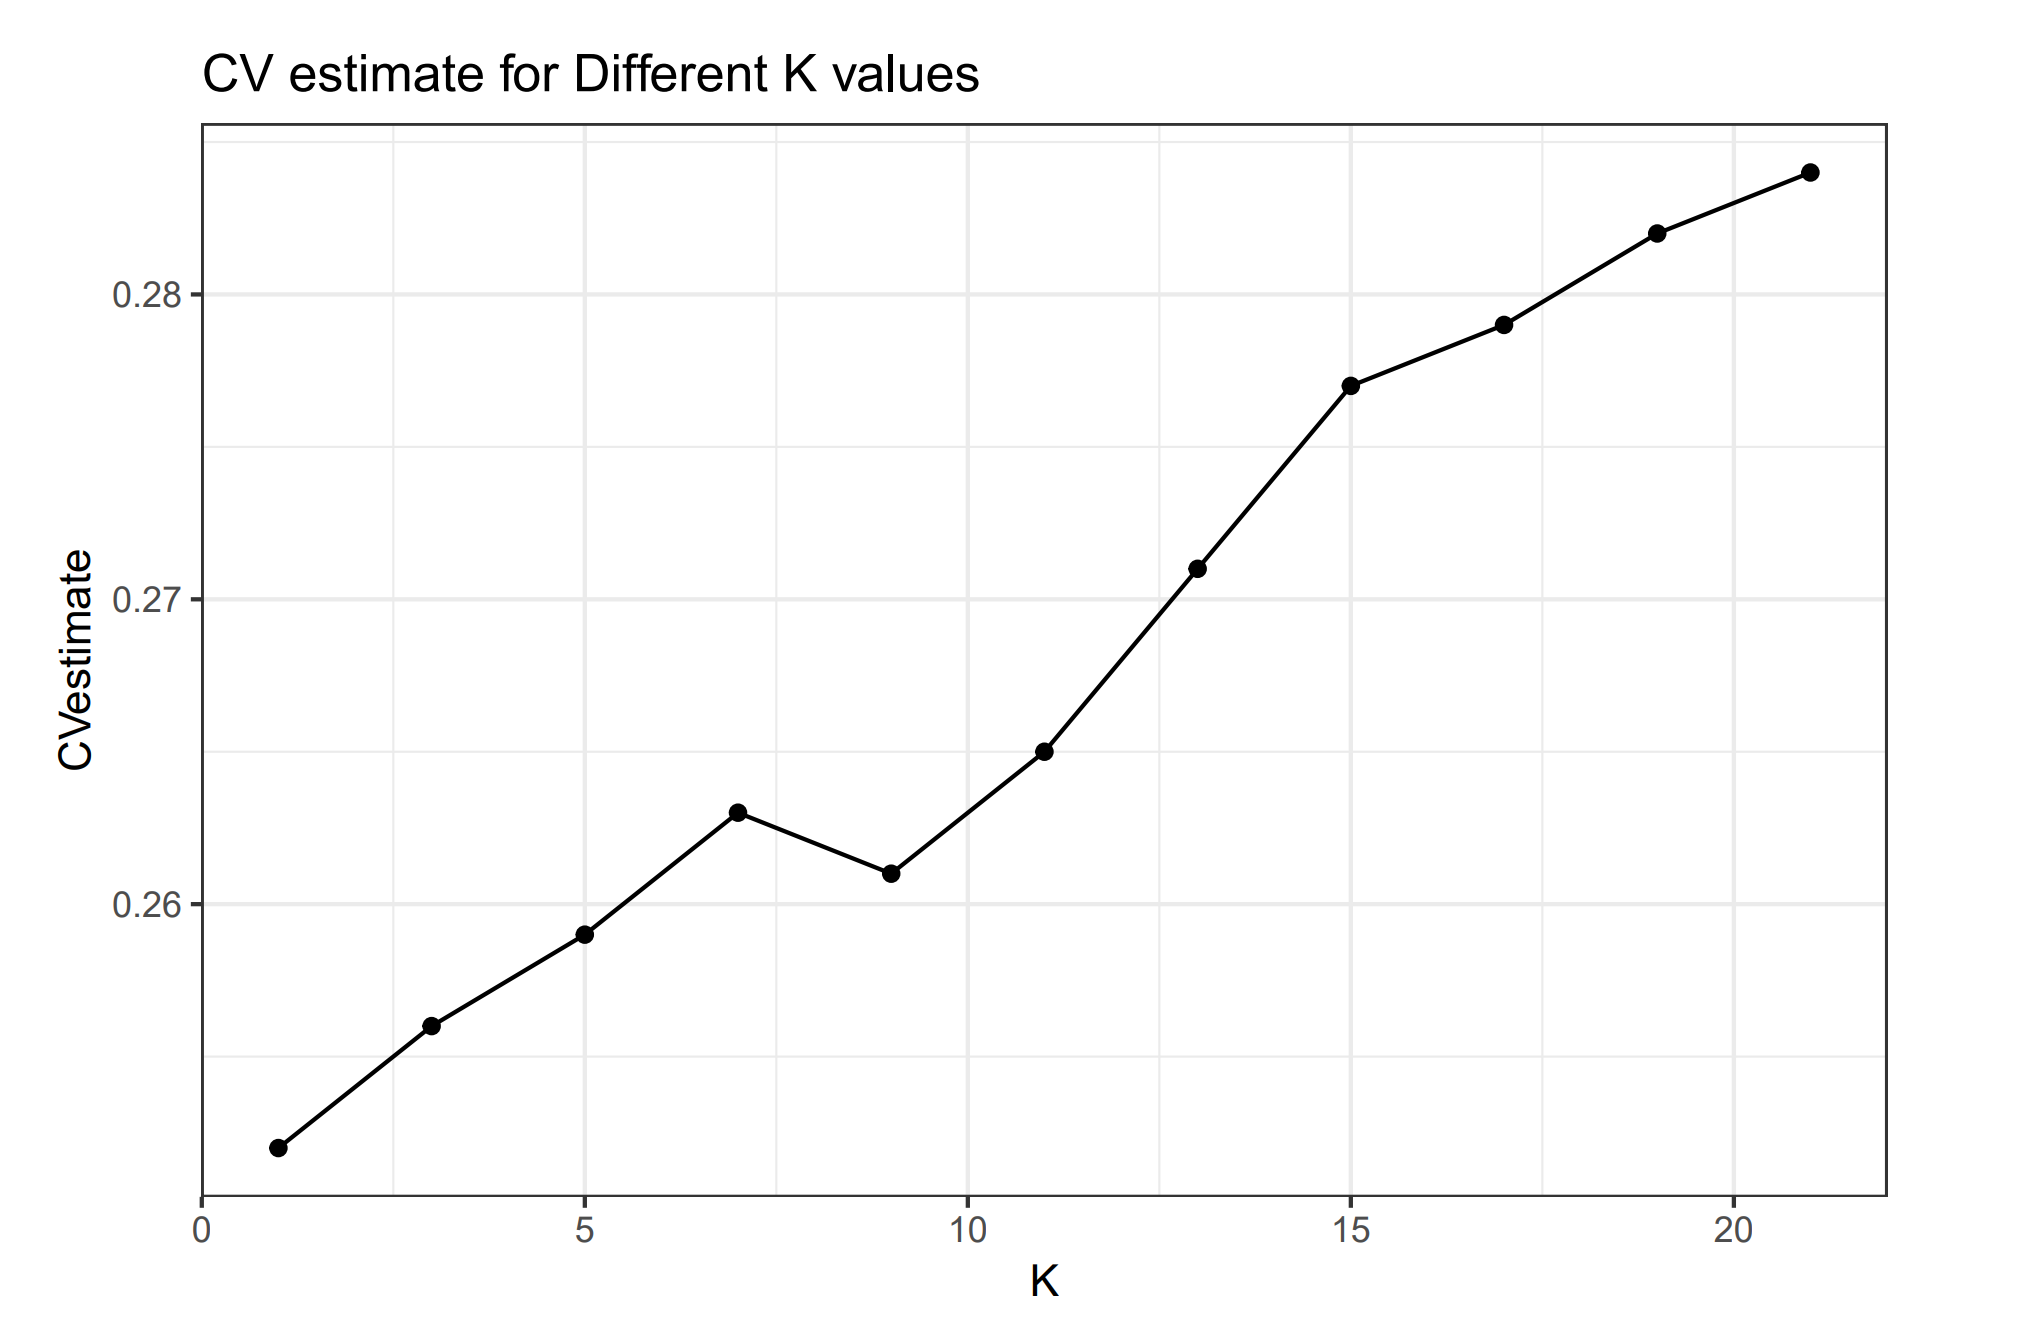 CV estimate for Different K values
CVestimate
0.28
0.27
0.26
0 5 10 15 20
K